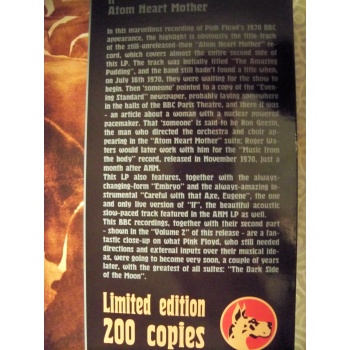 If
Atom Heart Mother
In this marvellous recording of Pink Floyd's 1970 BBC
appearance, the highlight is obviously the title-track
of the still-unreleased-then "Atom Heart Mother" re-
cord, which covers almost the entire second side of
this LP. The track was initially titled "The Amazing
Pudding", and the band still hadn't found a title when,
on July 16th 1970, they were waiting for the show to
begin. Then 'someone' pointed to a copy of the "Even-
ing Standard" newspaper, probably laying somewhere
in the halls of the BBC Paris Theatre, and there it was
- an article about a woman with a nuclear powered
pacemaker. That 'someone' is said to be Ron Geesin,
the man who directed the orchestra and choir ap-
pearing in the "Atom Heart Mother" suite; Roger Wa-
ters would later work with him for the "Music from
the body" record, released in November 1970, just a
month after AHM.
This LP also features, together with the always-
changing-form "Embryo" and the always-amazing in-
strumental "Careful with that Axe, Eugene", the one
and only live version of "If", the beautiful acoustic
slow-paced track featured in the AHM LP as well.
This BBC recordings, together with their second part
- shown in the "Volume 2" of this release - are a fan-
tastic close-up on what Pink Floyd, who still needed
directions and external inputs over their musical ide-
as, were going to become very soon, a couple of years
later, with the greatest of all suites: "The Dark Side
of the Moon".
Limited edition
200 copies